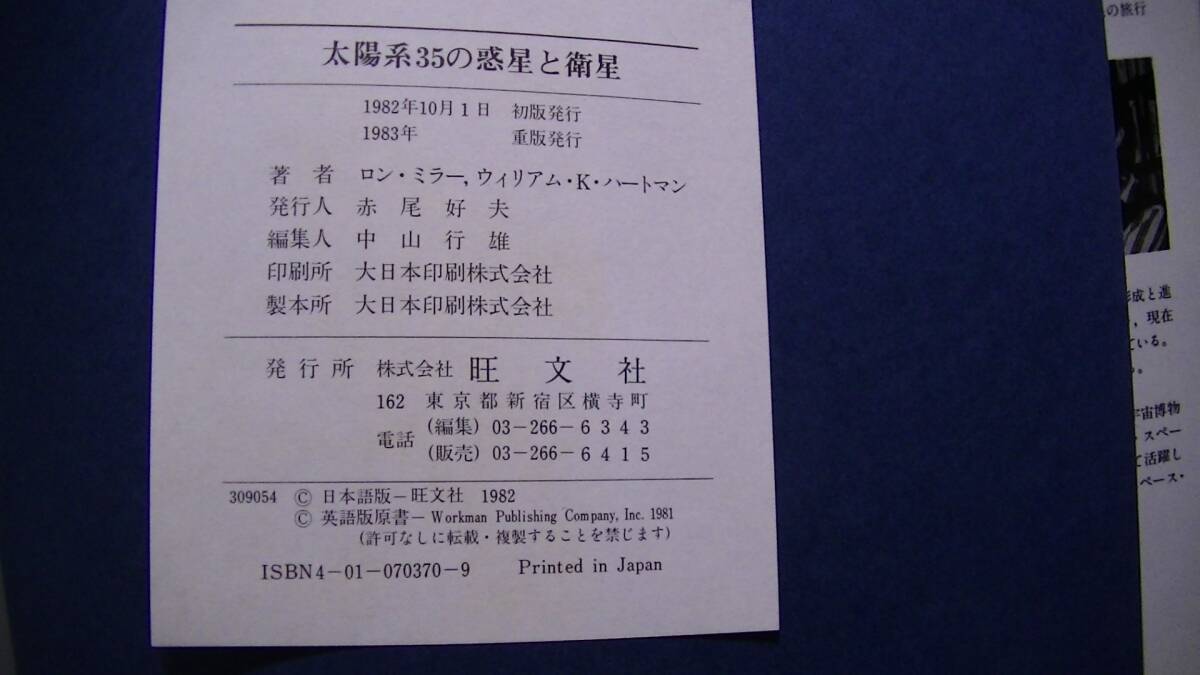 太陽系35の惑星と衛星
1982年10月1日 初版発行
1983年 重版発行
著者 ロン・ミラー,ウィリアム・K・ハートマン
発行人 赤尾好夫
編集人 中山行雄
印刷所 大日本印刷株式会社
製本所 大日本印刷株式会社
発行所 株式会社 旺文社
162 東京都新宿区横寺町
電話 (編集) 03-266-6343
(販売) 03-266-6415
309054 © 日本語版-旺文社 1982
© 英語版原書- Workman Publishing Company, Inc. 1981
(許可なしに転載・複製することを禁じます)
ISBN4-01-070370-9 Printed in Japan
の旅行
形成と進
,現在
ている。
宇宙博物
・スペー
て活躍し
ペース・